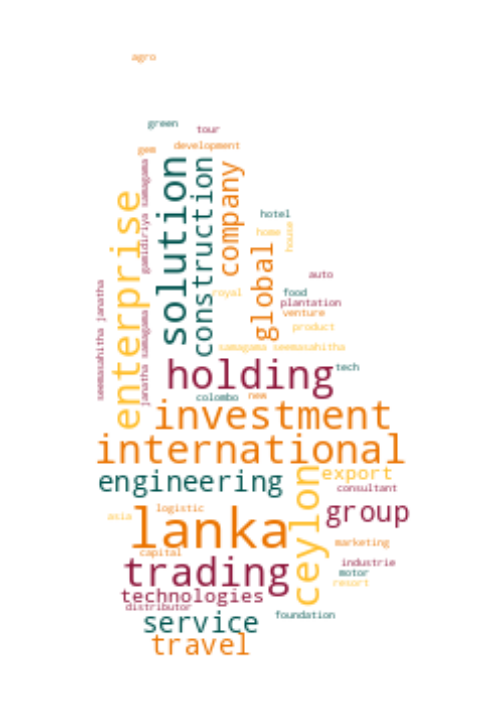 agro
green
tour
gem
development
enterprise
gamidiriya samagama
solution
construction
company
hotel
home
house
global
auto
royal
food
plantation
venture
product
seemasahitha janatha
janatha samagama
samagama seemasahitha
holding
tech
colombo
new
investment
international
engineering
ceylon
export
consultant
logistic
asia
lanka
group
capital
marketing
trading
industrie
motor
resort
technologies
distributor
service
foundation
travel